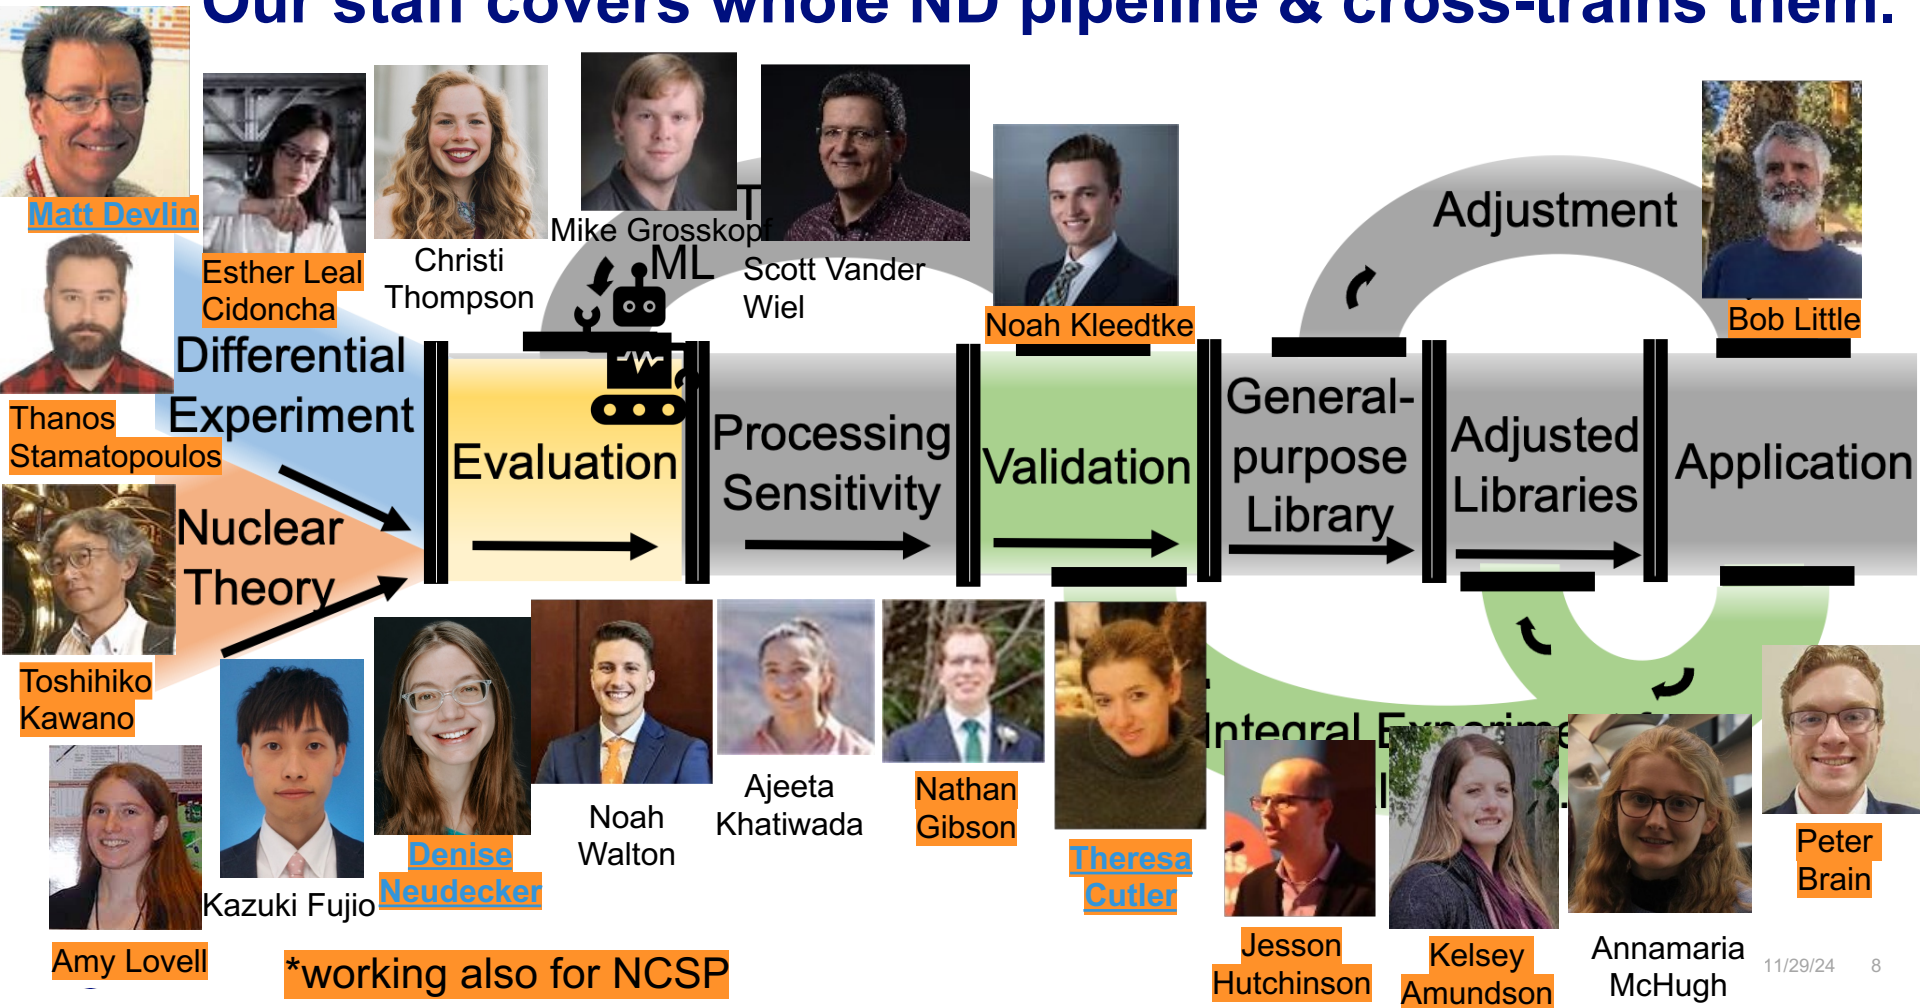 Our staff covers whole ND pipeline & cross-trains them.
Matt Devlin
Esther Leal
Cidoncha
Christi
Thompson
Mike Grosskopf
ML
Scott Vander
Wiel
Noah Kleedtke
Adjustment
Bob Little
Thanos
Stamatopoulos
Differential
Experiment
Evaluation
Processing
Sensitivity
Validation
General-
purpose
Library
Adjusted
Libraries
Application
Nuclear
Theory
Toshihiko
Kawano
Amy Lovell
Kazuki Fujio
Denise
Neudecker
Noah
Walton
Ajeeta
Khatiwada
Nathan
Gibson
Theresa
Cutler
Integral
Jesson
Hutchinson
Kelsey
Amundson
Annamaria
McHugh
Peter
Brain
*working also for NCSP
11/29/24 8